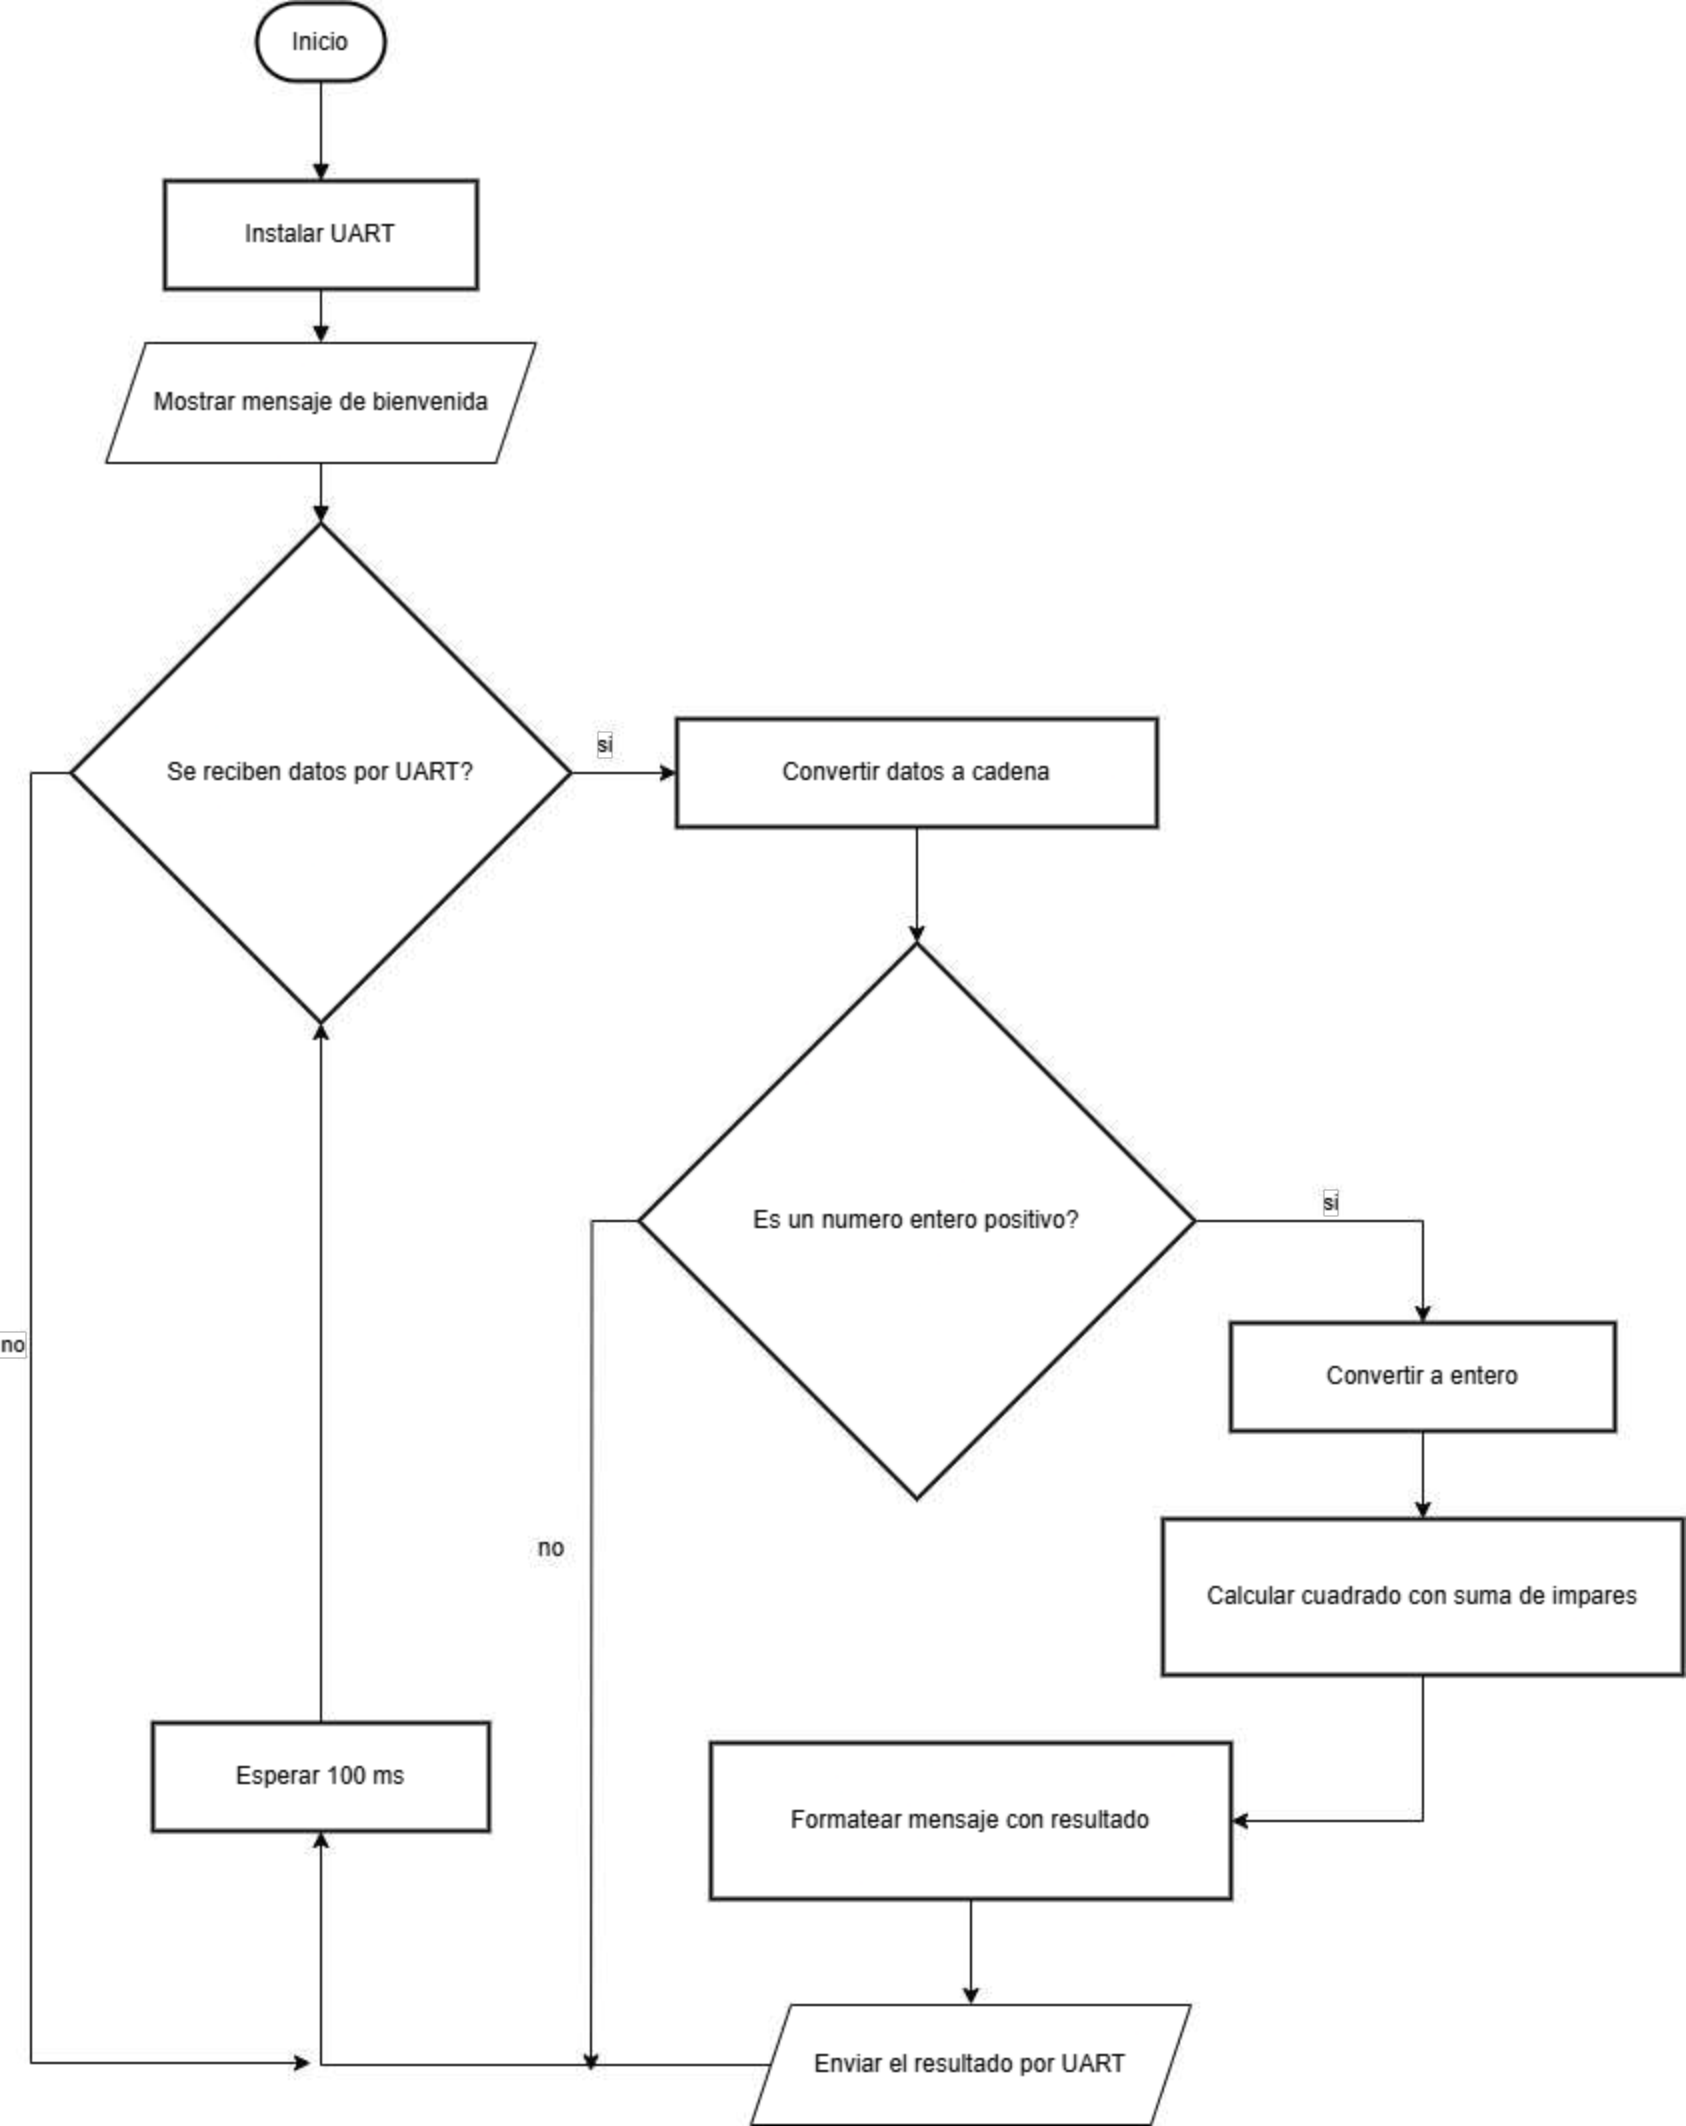 Inicio
Instalar UART
Mostrar mensaje de bienvenida
Se reciben datos por UART?
si
Convertir datos a cadena
Es un numero entero positivo?
si
no
Convertir a entero
no
Calcular cuadrado con suma de impares
Esperar 100 ms
Formatear mensaje con resultado
Enviar el resultado por UART